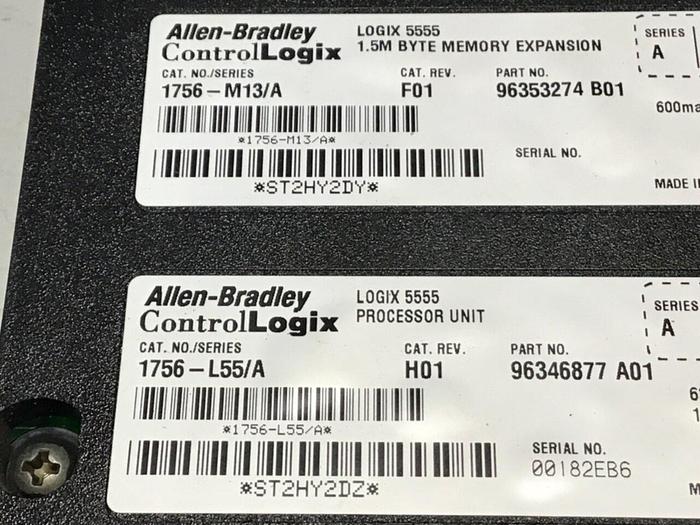 Allen-Bradley LOGIX 5555 SERIES
ControlLogix 1.5M BYTE MEMORY EXPANSION A
CAT. NO./SERIES CAT. REV. PART NO.
1756-M13/A F01 96353274 B01
600ma
*1756-M13/A*
SERIAL NO.
*ST2HY2DY* MADE I
Allen-Bradley LOGIX 5555 SERIES
ControlLogix PROCESSOR UNIT A
CAT. NO./SERIES CAT. REV. PART NO.
1756-L55/A H01 96346877 A01
*1756-L55/A*
SERIAL NO.
00182EB6
*ST2HY2DZ* M